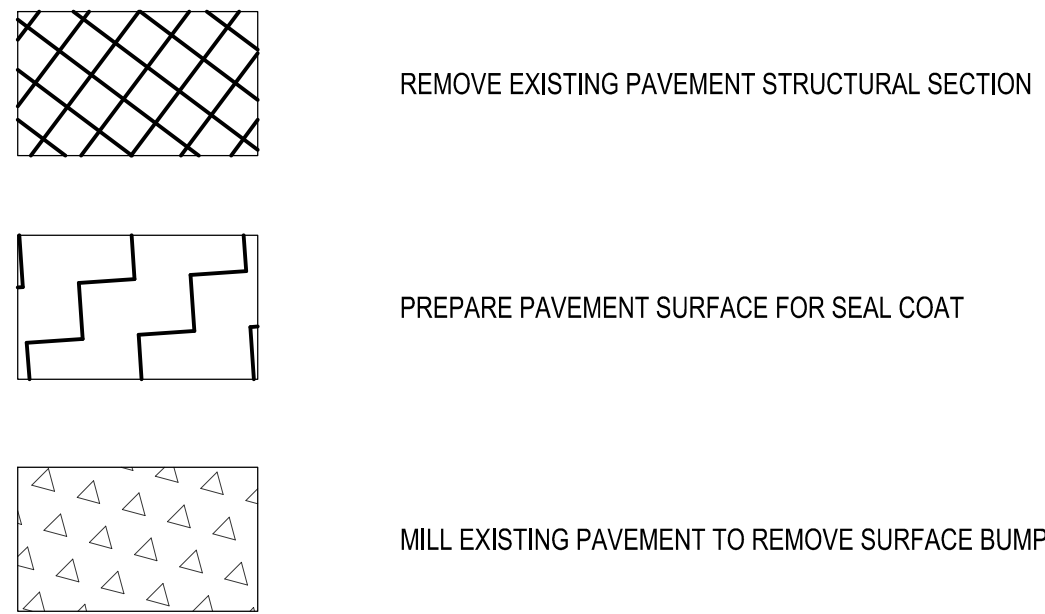 REMOVE EXISTING PAVEMENT STRUCTURAL SECTION
PREPARE PAVEMENT SURFACE FOR SEAL COAT
MILL EXISTING PAVEMENT TO REMOVE SURFACE BUMP